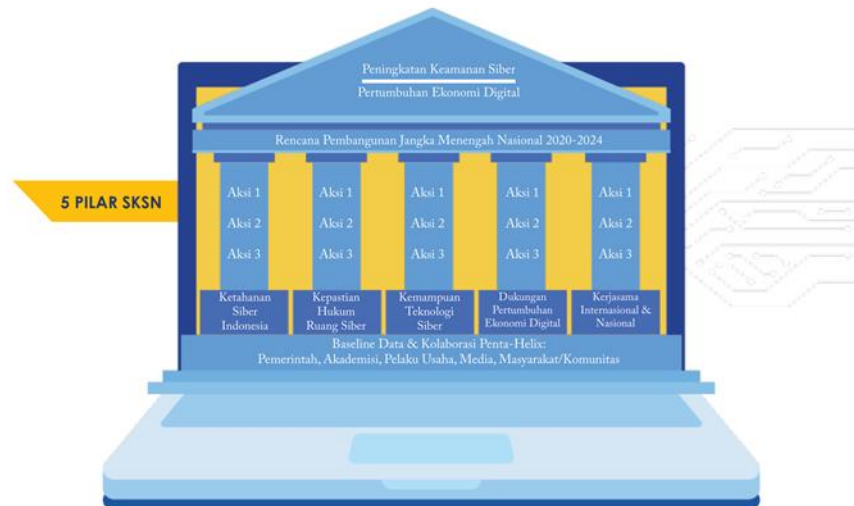 Peningkatan Keamanan Siber
Pertumbuhan Ekonomi Digital
Rencana Pembangunan Jangka Menengah Nasional 2020-2024
5 PILAR SKSN
Aksi 1
Aksi 1
Aksi 1
Aksi 1
Aksi 1
Aksi 2
Aksi 2
Aksi 2
Aksi 2
Aksi 2
Aksi 3
Aksi 3
Aksi 3
Aksi 3
Aksi 3
Ketahanan
Siber
Indonesia
Kepastian
Hukum
Ruang Siber
Kemampuan
Teknologi
Siber
Dukungan
Pertumbuhan
Ekonomi Digital
Kerjasama
Internasional &
Nasional
Baseline Data & Kolaborasi Penta-Helix:
Pemerintah, Akademisi, Pelaku Usaha, Media, Masyarakat/Komunitas